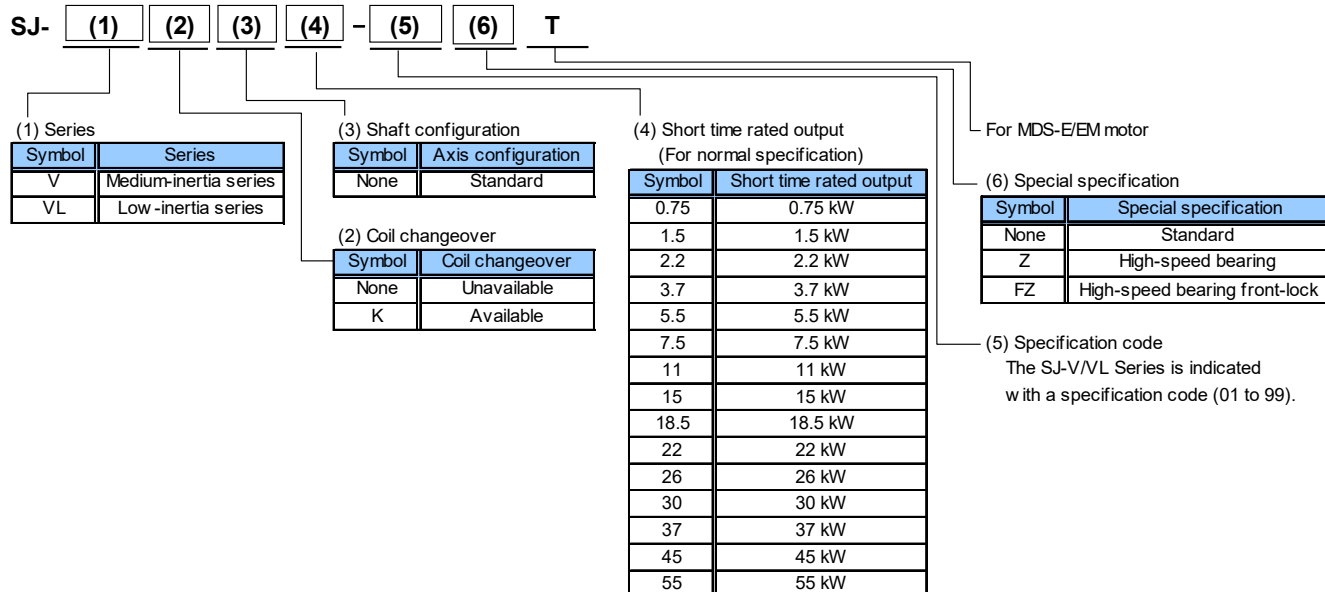 SJ- (1) (2) (3) (4) – (5) (6) T
(1) Series
Symbol Series
V Medium-inertia series
VL Low-inertia series
(3) Shaft configuration
Symbol Axis configuration
None Standard
(2) Coil changeover
Symbol Coil changeover
None Unavailable
K Available
(4) Short time rated output
(For normal specification)
Symbol Short time rated output
0.75 0.75 kW
1.5 1.5 kW
2.2 2.2 kW
3.7 3.7 kW
5.5 5.5 kW
7.5 7.5 kW
11 11 kW
15 15 kW
18.5 18.5 kW
22 22 kW
26 26 kW
30 30 kW
37 37 kW
45 45 kW
55 55 kW
For MDS-E/EM motor
(6) Special specification
Symbol Special specification
None Standard
Z High-speed bearing
FZ High-speed bearing front-lock
(5) Specification code
The SJ-V/VL Series is indicated
with a specification code (01 to 99).